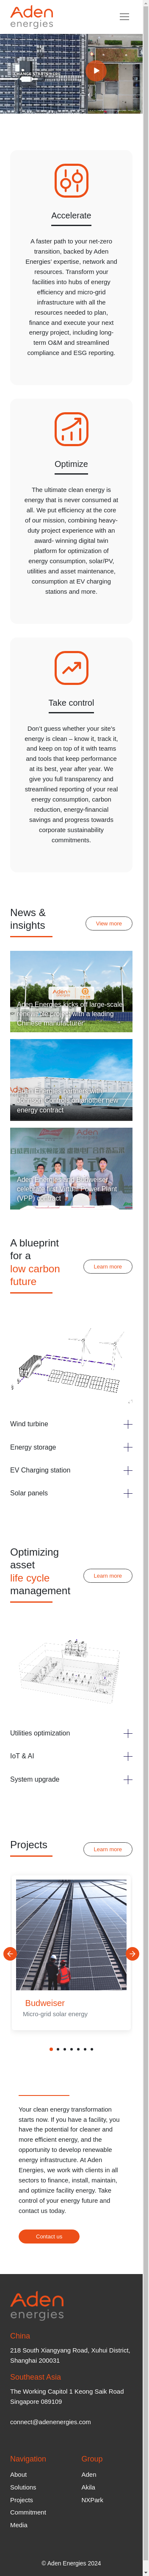 Aden
energies
Accelerate
A faster path to your net-zero
transition, backed by Aden
Energies' expertise, network and
resources. Transform your
facilities into hubs of energy
efficiency and micro-grid
infrastructure with all the
resources needed to plan,
finance and execute your next
energy project, including long-
term O&M and streamlined
compliance and ESG reporting.
Optimize
The ultimate clean energy is
energy that is never consumed at
all. We put efficiency at the core
of our mission, combining heavy-
duty project experience with an
award- winning digital twin
platform for optimization of
energy consumption, solar/PV,
utilities and asset maintenance,
consumption at EV charging
stations and more.
Take control
Don't guess whether your site's
energy is clean – know it, track it,
and keep on top of it with teams
and tools that keep performance
at its best, year after year. We
give you full transparency and
streamlined reporting of your real
energy consumption, carbon
reduction, energy-financial
savings and progress towards
corporate sustainability
commitments.
News &
insights
View more
Aden Energies kicks off large-scale
with a leading
Chinese manufacturer
another new
energy contract
Aden
(VPP)
A blueprint
for a
low carbon
future
Learn more
Wind turbine
Energy storage
EV Charging station
Solar panels
Optimizing
asset
life cycle
management
Learn more
Utilities optimization
IoT & AI
System upgrade
Projects
Learn more
Budweiser
Micro-grid solar energy
Your clean energy transformation
starts now. If you have a facility, you
have the potential for cleaner and
more efficient energy, and the
opportunity to develop renewable
energy infrastructure. At Aden
Energies, we work with clients in all
sectors to finance, install, maintain,
and optimize facility energy. Take
control of your energy future and
contact us today.
Contact us
Aden
energies
China
218 South Xiangyang Road, Xuhui District,
Shanghai 200031
Southeast Asia
The Working Capitol 1 Keong Saik Road
Singapore 089109
connect@adenenergies.com
Navigation
Group
About
Aden
Solutions
Akila
Projects
NXPark
Commitment
Media
© Aden Energies 2024